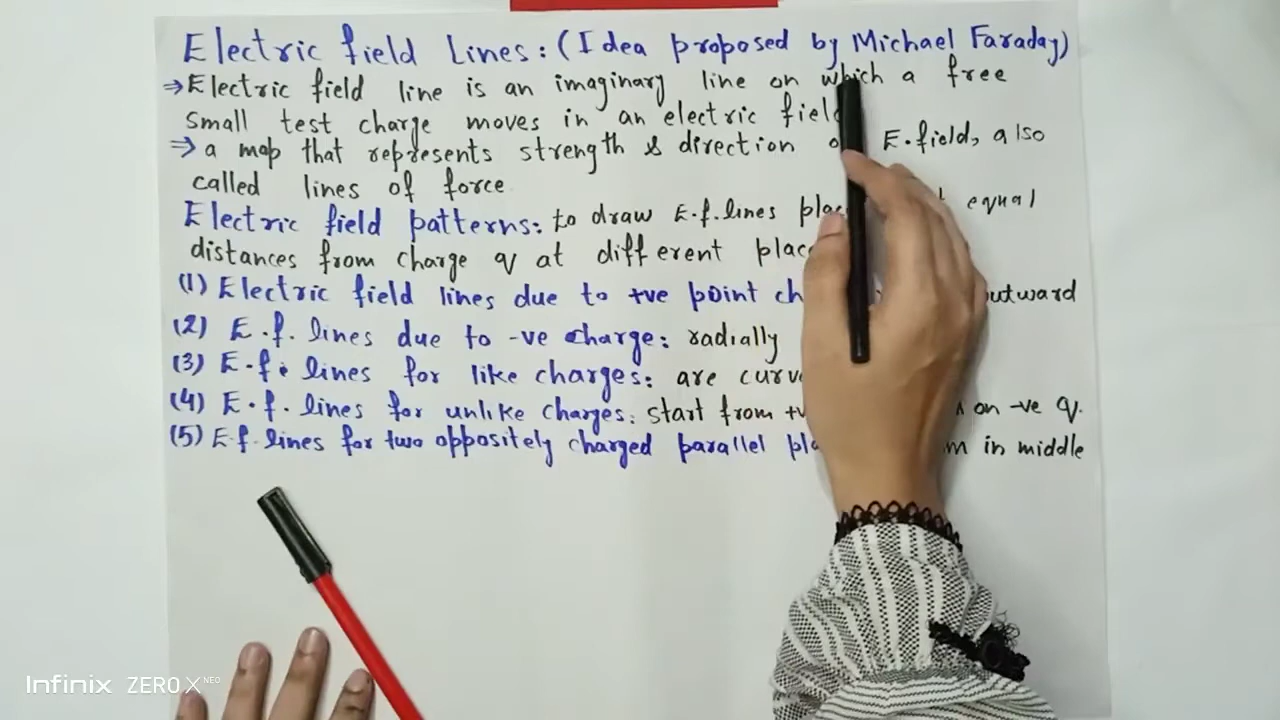 Electric field Lines: (Idea proposed by Michael Faraday)
⇒ Electric field line is an imaginary line on which a free
small test charge moves in an electric field
⇒ a map that represents strength & direction E.field, also
called lines of force
Electric field patterns: to draw E.f. lines equal
distances from charge q at different
(1) Electric field lines due to +ve point outward
(2) E.f. lines due to -ve charge: radially
(3) E.f. lines for like charges: are
(4) E.f. lines for unlike charges: start from on -ve q.
(5) E.f. lines for two oppositely charged parallel in middle
Infinix ZERO X NEO